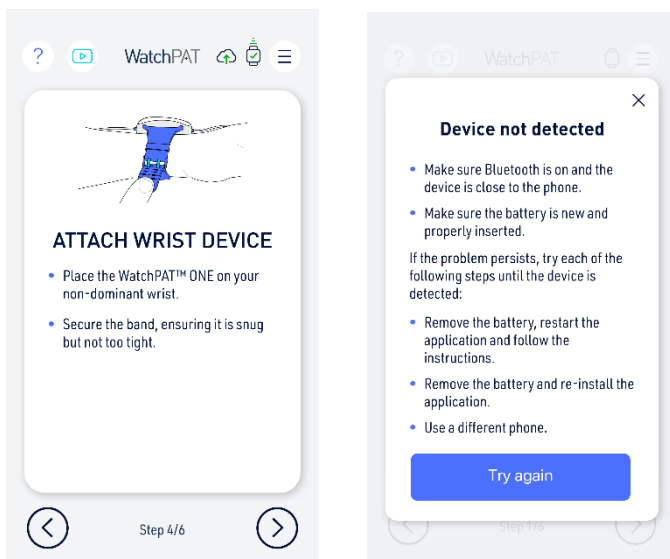 ?
WatchPAT
ATTACH WRIST DEVICE
• Place the WatchPAT™ ONE on your
non-dominant wrist.
• Secure the band, ensuring it is snug
but not too tight.
Step 4/6
?
WatchPAT
Device not detected
• Make sure Bluetooth is on and the
device is close to the phone.
• Make sure the battery is new and
properly inserted.
If the problem persists, try each of the
following steps until the device is
detected:
• Remove the battery, restart the
application and follow the
instructions.
• Remove the battery and re-install the
application.
• Use a different phone.
Try again
Step 1/6